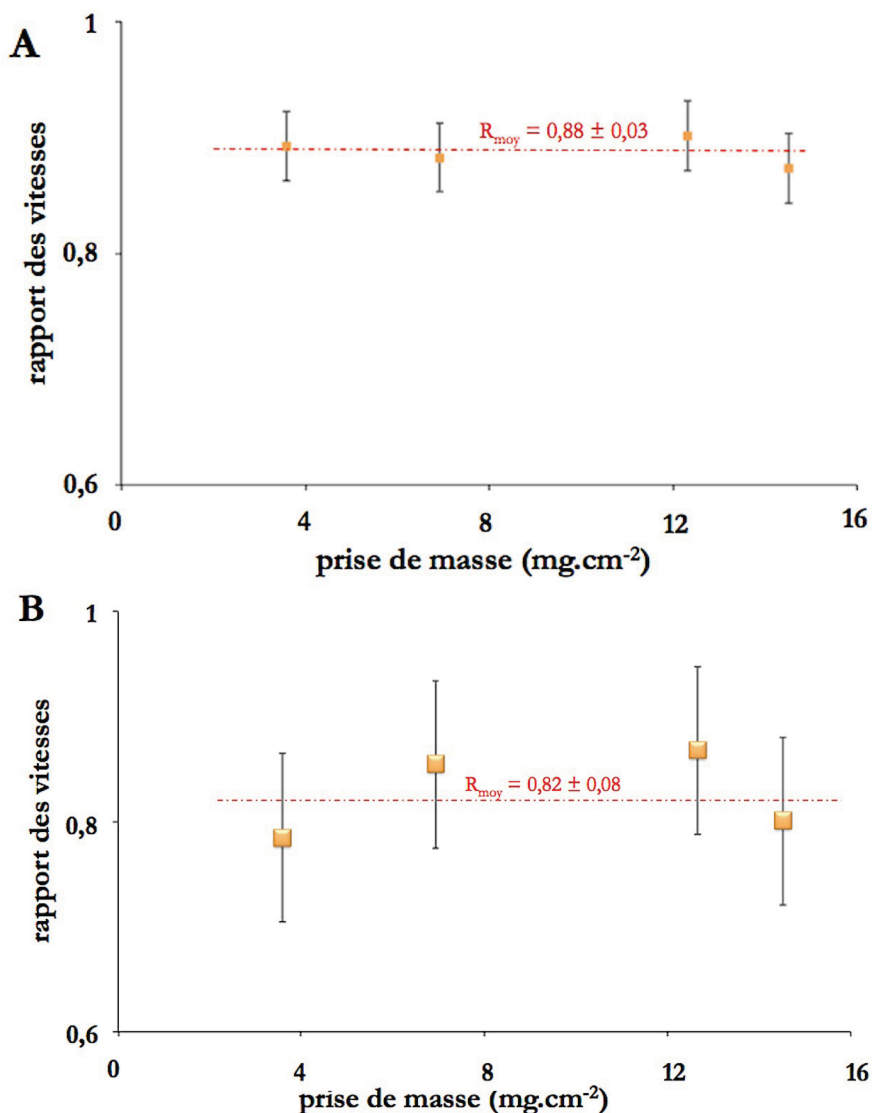 A
1
0,8
0,6
rapport des vitesses
R_moy = 0,88 ± 0,03
0 4 8 12 16
prise de masse (mg.cm⁻²)
B
1
0,8
0,6
rapport des vitesses
R_moy = 0,82 ± 0,08
0 4 8 12 16
prise de masse (mg.cm⁻²)